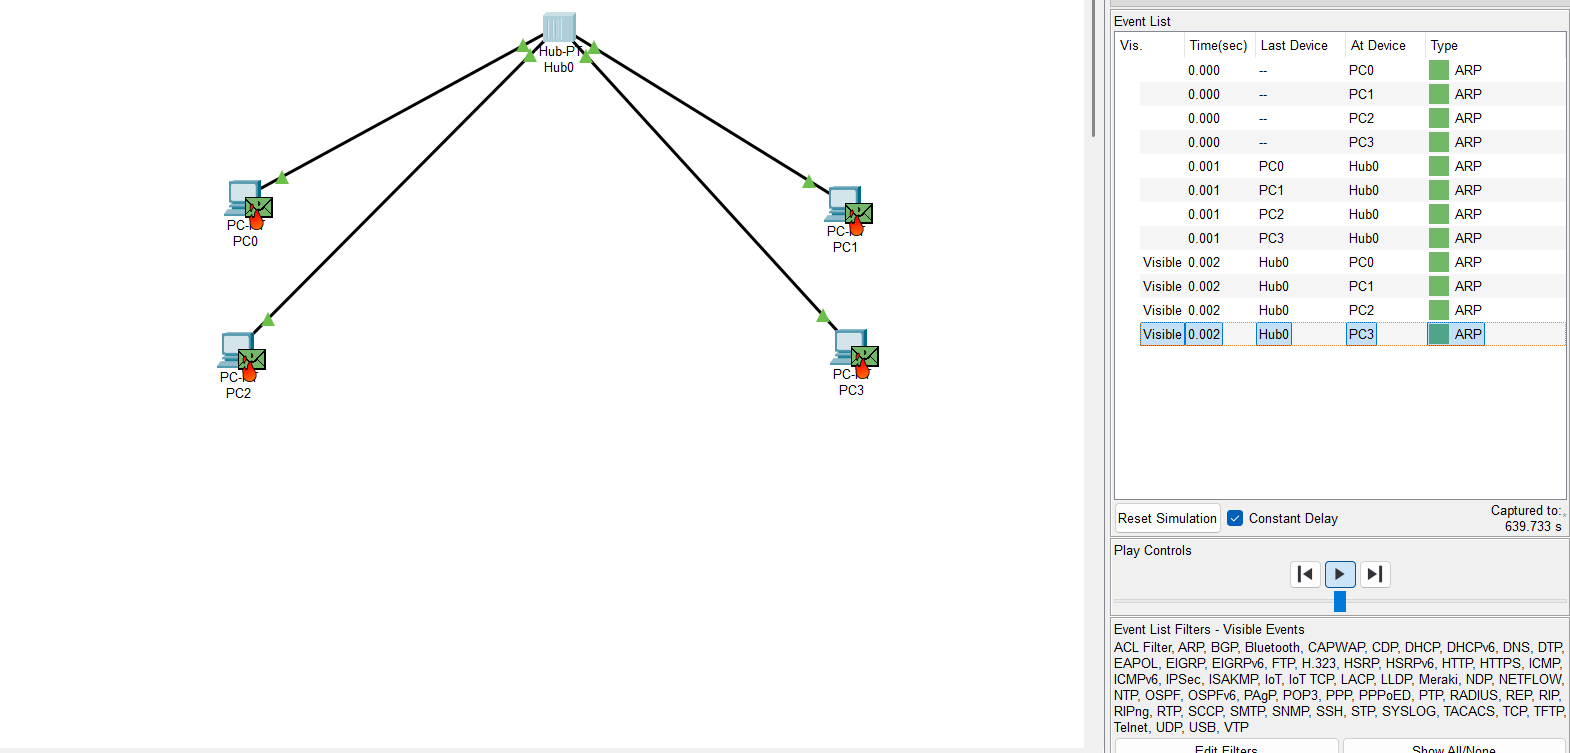 Hub-PT
Hub0
PC0
PC1
PC2
PC3
Event List
Vis. Time(sec) Last Device At Device Type
0.000 -- PC0 ARP
0.000 -- PC1 ARP
0.000 -- PC2 ARP
0.000 -- PC3 ARP
0.001 PC0 Hub0 ARP
0.001 PC1 Hub0 ARP
0.001 PC2 Hub0 ARP
0.001 PC3 Hub0 ARP
Visible 0.002 Hub0 PC0 ARP
Visible 0.002 Hub0 PC1 ARP
Visible 0.002 Hub0 PC2 ARP
Visible 0.002 Hub0 PC3 ARP
Reset Simulation Constant Delay
Captured to:
639.733 s
Play Controls
Event List Filters - Visible Events
ACL Filter, ARP, BGP, Bluetooth, CAPWAP, CDP, DHCP, DHCPv6, DNS, DTP,
EAPOL, EIGRP, EIGRPv6, FTP, H.323, HSRP, HSRPv6, HTTP, HTTPS, ICMP,
ICMPv6, IPSec, ISAKMP, IoT, IoT TCP, LACP, LLDP, Meraki, NDP, NETFLOW,
NTP, OSPF, OSPFv6, PAgP, POP3, PPP, PPPoED, PTP, RADIUS, REP, RIP,
RIPng, RTP, SCCP, SMTP, SNMP, SSH, STP, SYSLOG, TACACS, TCP, TFTP,
Telnet, UDP, USB, VTP
Edit Filters Show All/None